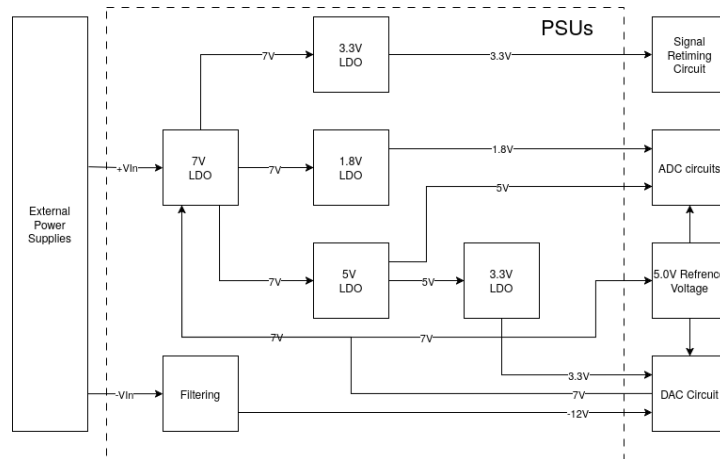 PSUs
Signal
Retiming
Circuit
3.3V
LDO
7V
3.3V
+VIn
7V
LDO
7V
1.8V
LDO
1.8V
5V
ADC circuits
External
Power
Supplies
7V
5V
LDO
5V
3.3V
LDO
5.0V Refrence
Voltage
7V
7V
-VIn
Filtering
3.3V
7V
-12V
DAC Circuit